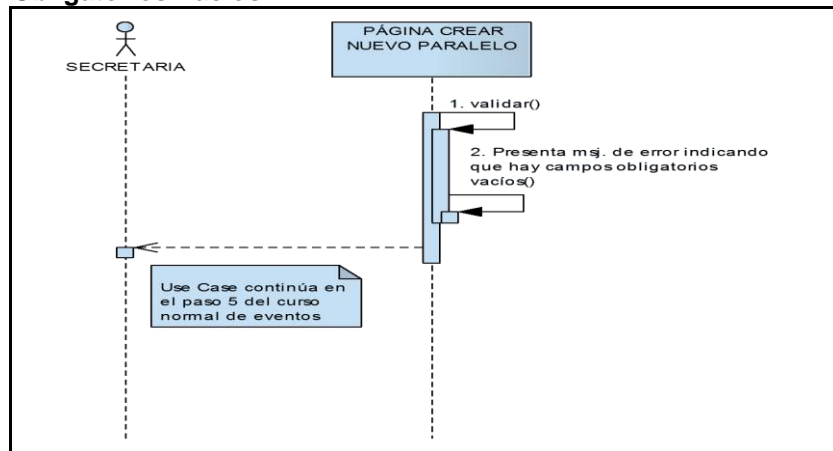 SECRETARIA
PÁGINA CREAR
NUEVO PARALELO
1. validar()
2. Presenta msj. de error indicando
que hay campos obligatorios
vacíos()
Use Case continúa en
el paso 5 del curso
normal de eventos